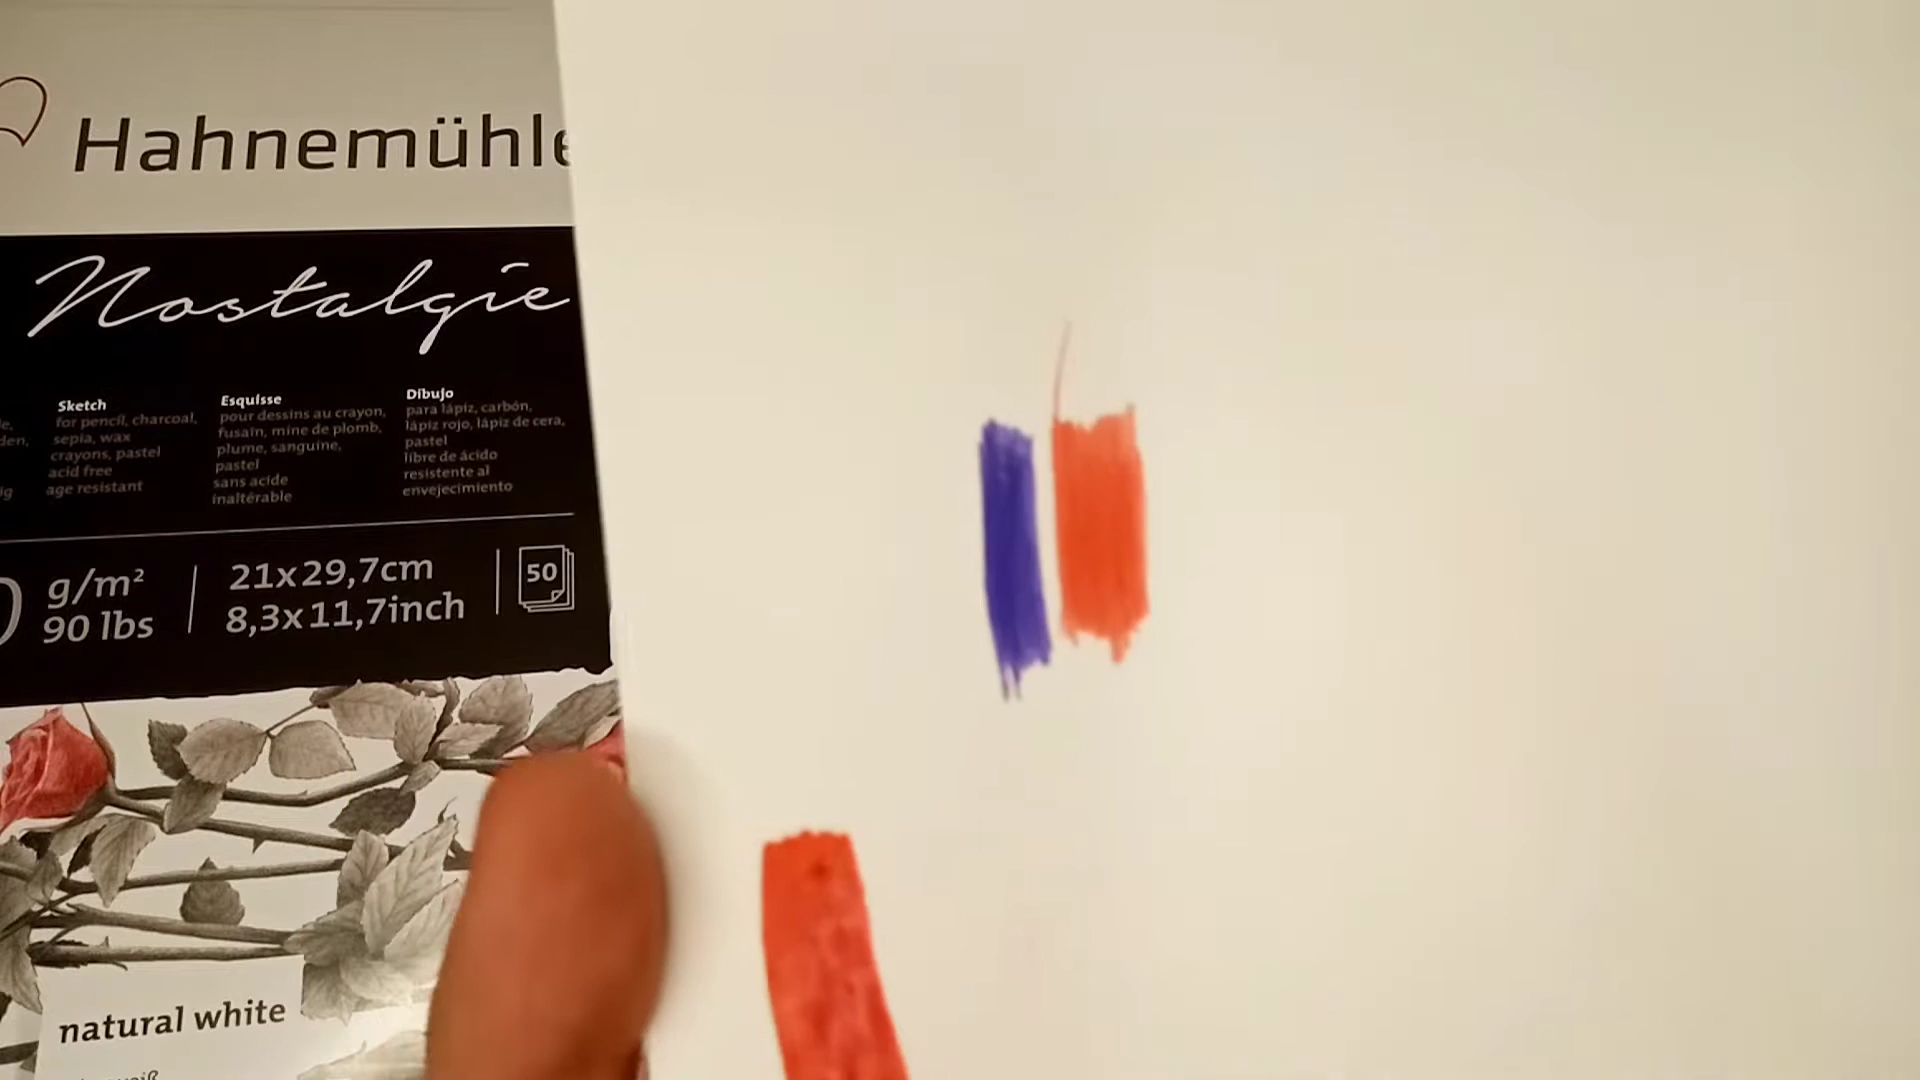 Hahnemühle
Nostalgie
Sketch
for pencil, charcoal,
sepia, wax
crayons, pastel
acid free
age resistant
Esquisse
pour dessins au crayon,
fusain, mine de plomb,
plume, sanguine,
pastel
sans acide
inaltérable
Dibujo
para lápiz, carbón,
lápiz rojo, lápiz de cera,
pastel
libre de ácido
resistente al
envejecimiento
g/m²
90 lbs
21x29,7cm
8,3x11,7inch
50
natural white